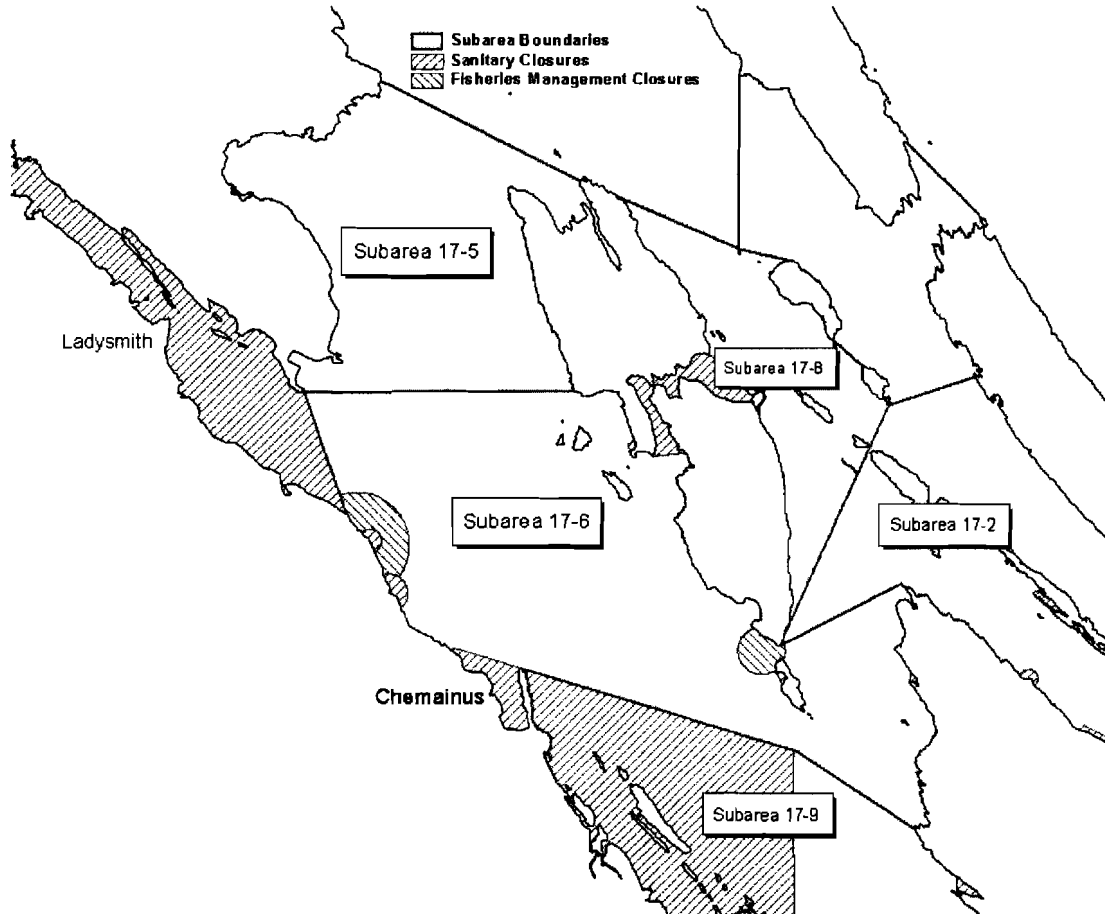 Subarea Boundaries
Sanitary Closures
Fisheries Management Closures
Subarea 17-5
Ladysmith
Subarea 17-8
Subarea 17-6
Subarea 17-2
Chemainus
Subarea 17-9